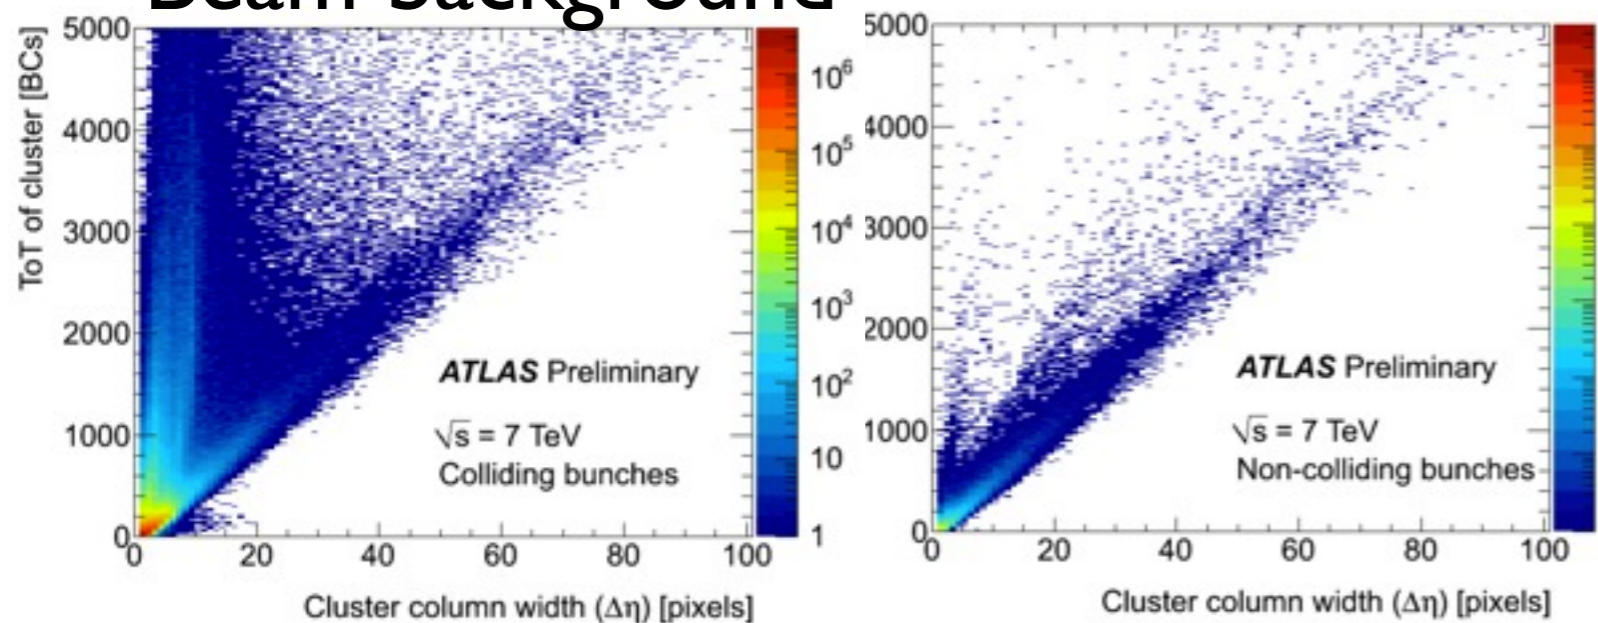 Beam Background
ToT of cluster [BCs]
5000
4000
3000
2000
1000
0
0 20 40 60 80 100
Cluster column width (Δη) [pixels]
ATLAS Preliminary
√s = 7 TeV
Colliding bunches
10⁶
10⁵
10⁴
10³
10²
10
1
5000
4000
3000
2000
1000
0
0 20 40 60 80 100
Cluster column width (Δη) [pixels]
ATLAS Preliminary
√s = 7 TeV
Non-colliding bunches